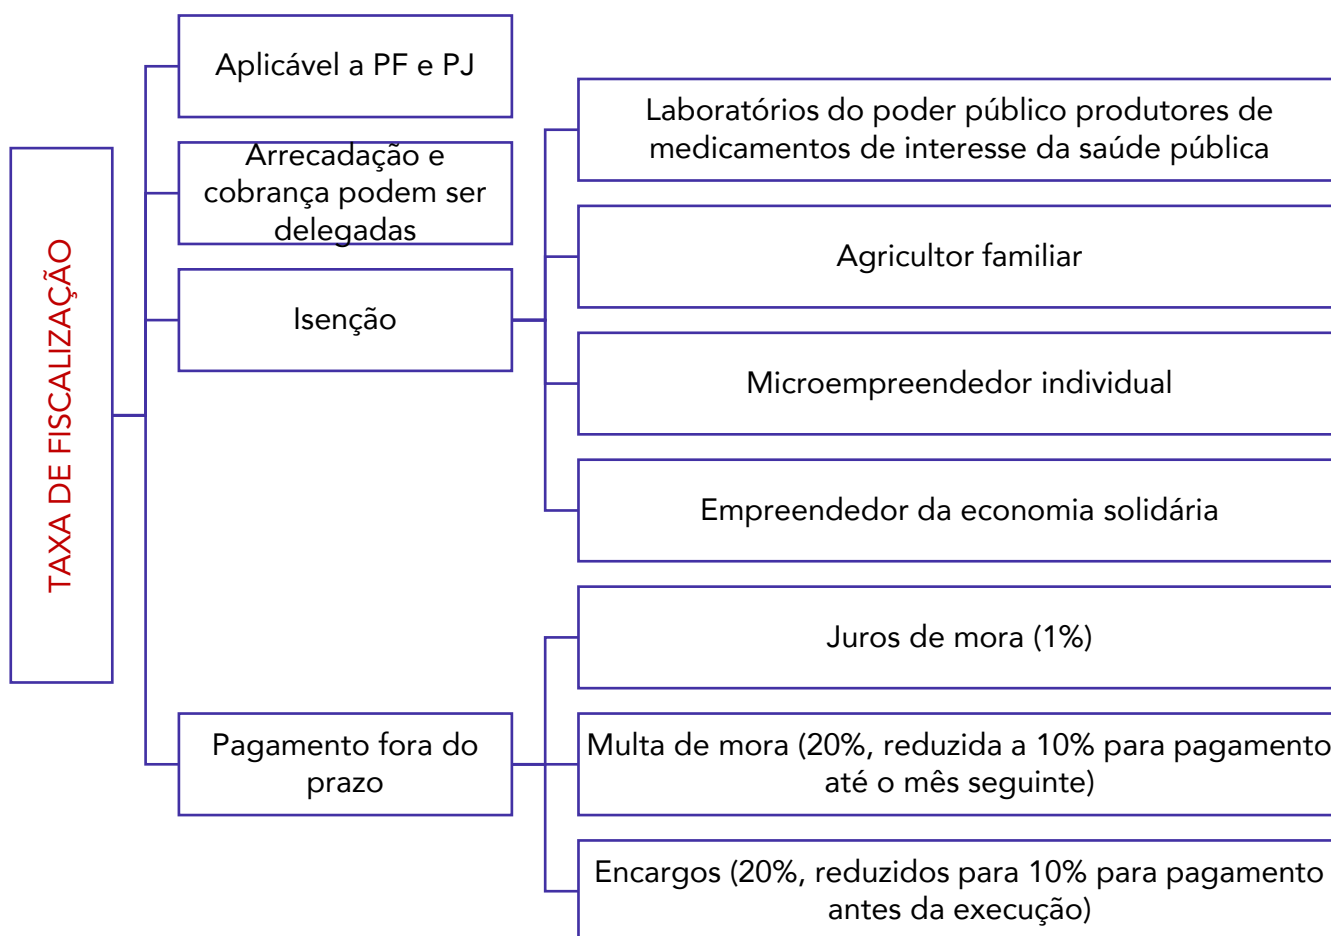 TAXA DE FISCALIZAÇÃO
Aplicável a PF e PJ
Arrecadação e
cobrança podem ser
delegadas
Isenção
Laboratórios do poder público produtores de
medicamentos de interesse da saúde pública
Agricultor familiar
Microempreendedor individual
Empreendedor da economia solidária
Pagamento fora do
prazo
Juros de mora (1%)
Multa de mora (20%, reduzida a 10% para pagamento
até o mês seguinte)
Encargos (20%, reduzidos para 10% para pagamento
antes da execução)